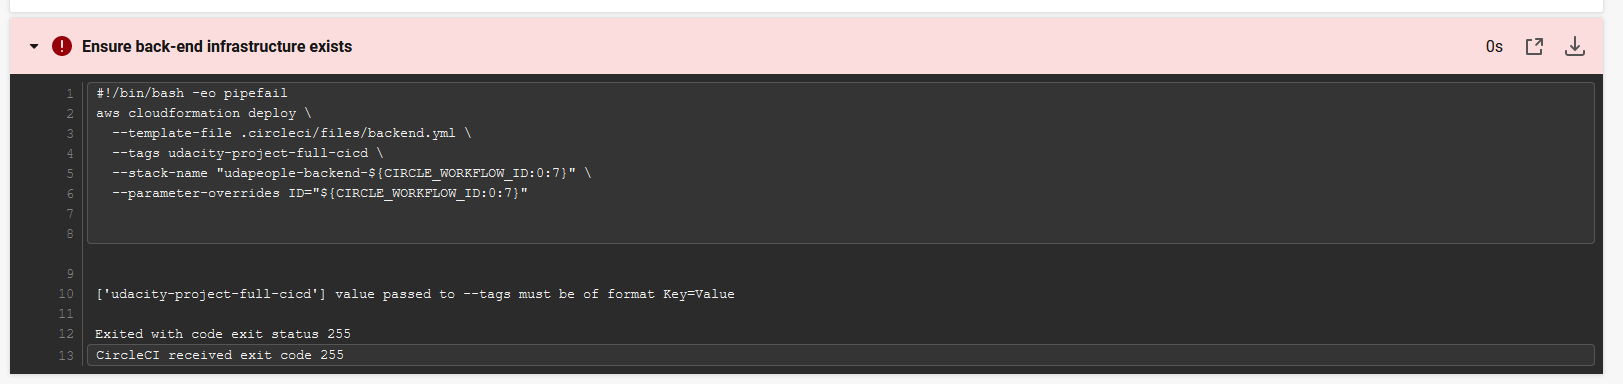 Ensure back-end infrastructure exists 0s
1 #!/bin/bash -eo pipefail
2 aws cloudformation deploy \
3 --template-file .circleci/files/backend.yml \
4 --tags udacity-project-full-cicd \
5 --stack-name "udapeople-backend-${CIRCLE_WORKFLOW_ID:0:7}" \
6 --parameter-overrides ID="${CIRCLE_WORKFLOW_ID:0:7}"
7
8
9
10 ['udacity-project-full-cicd'] value passed to --tags must be of format Key=Value
11
12 Exited with code exit status 255
13 CircleCI received exit code 255